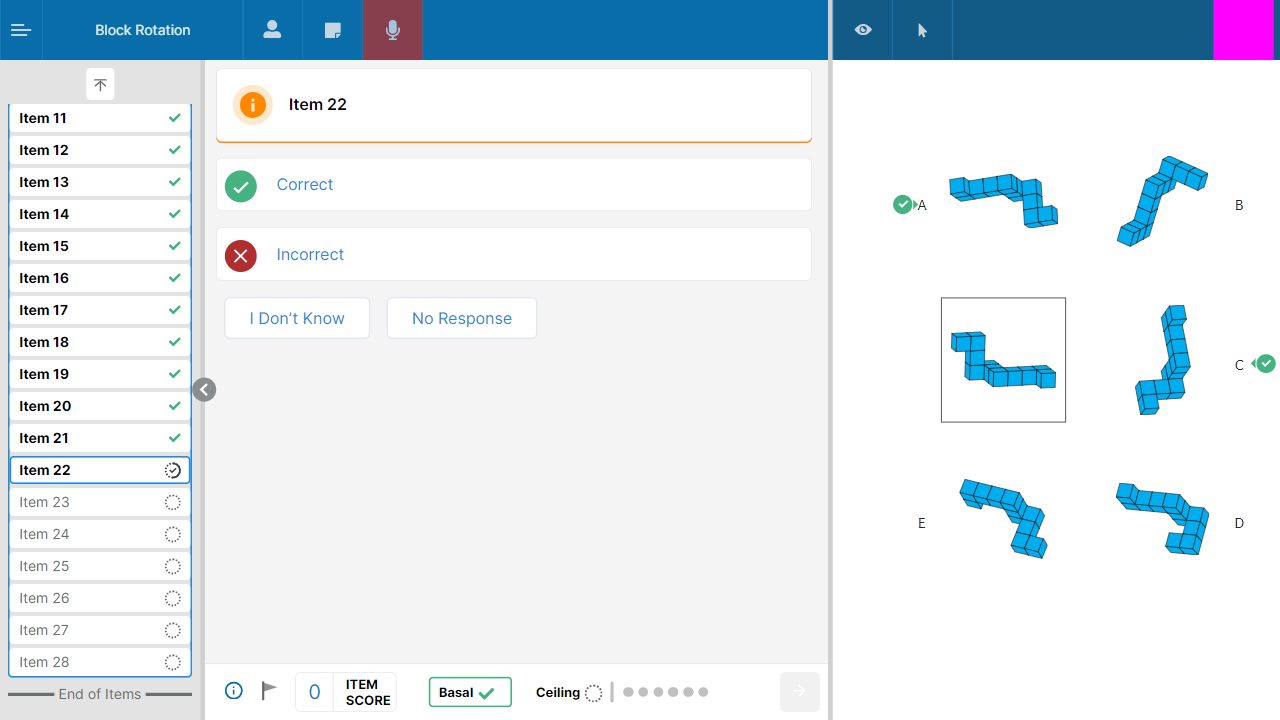 Block Rotation
Item 11
Item 12
Item 13
Item 14
Item 15
Item 16
Item 17
Item 18
Item 19
Item 20
Item 21
Item 22
Item 23
Item 24
Item 25
Item 26
Item 27
Item 28
End of Items
Item 22
Correct
Incorrect
I Don’t Know
No Response
0
ITEM
SCORE
Basal
Ceiling
A
B
C
E
D